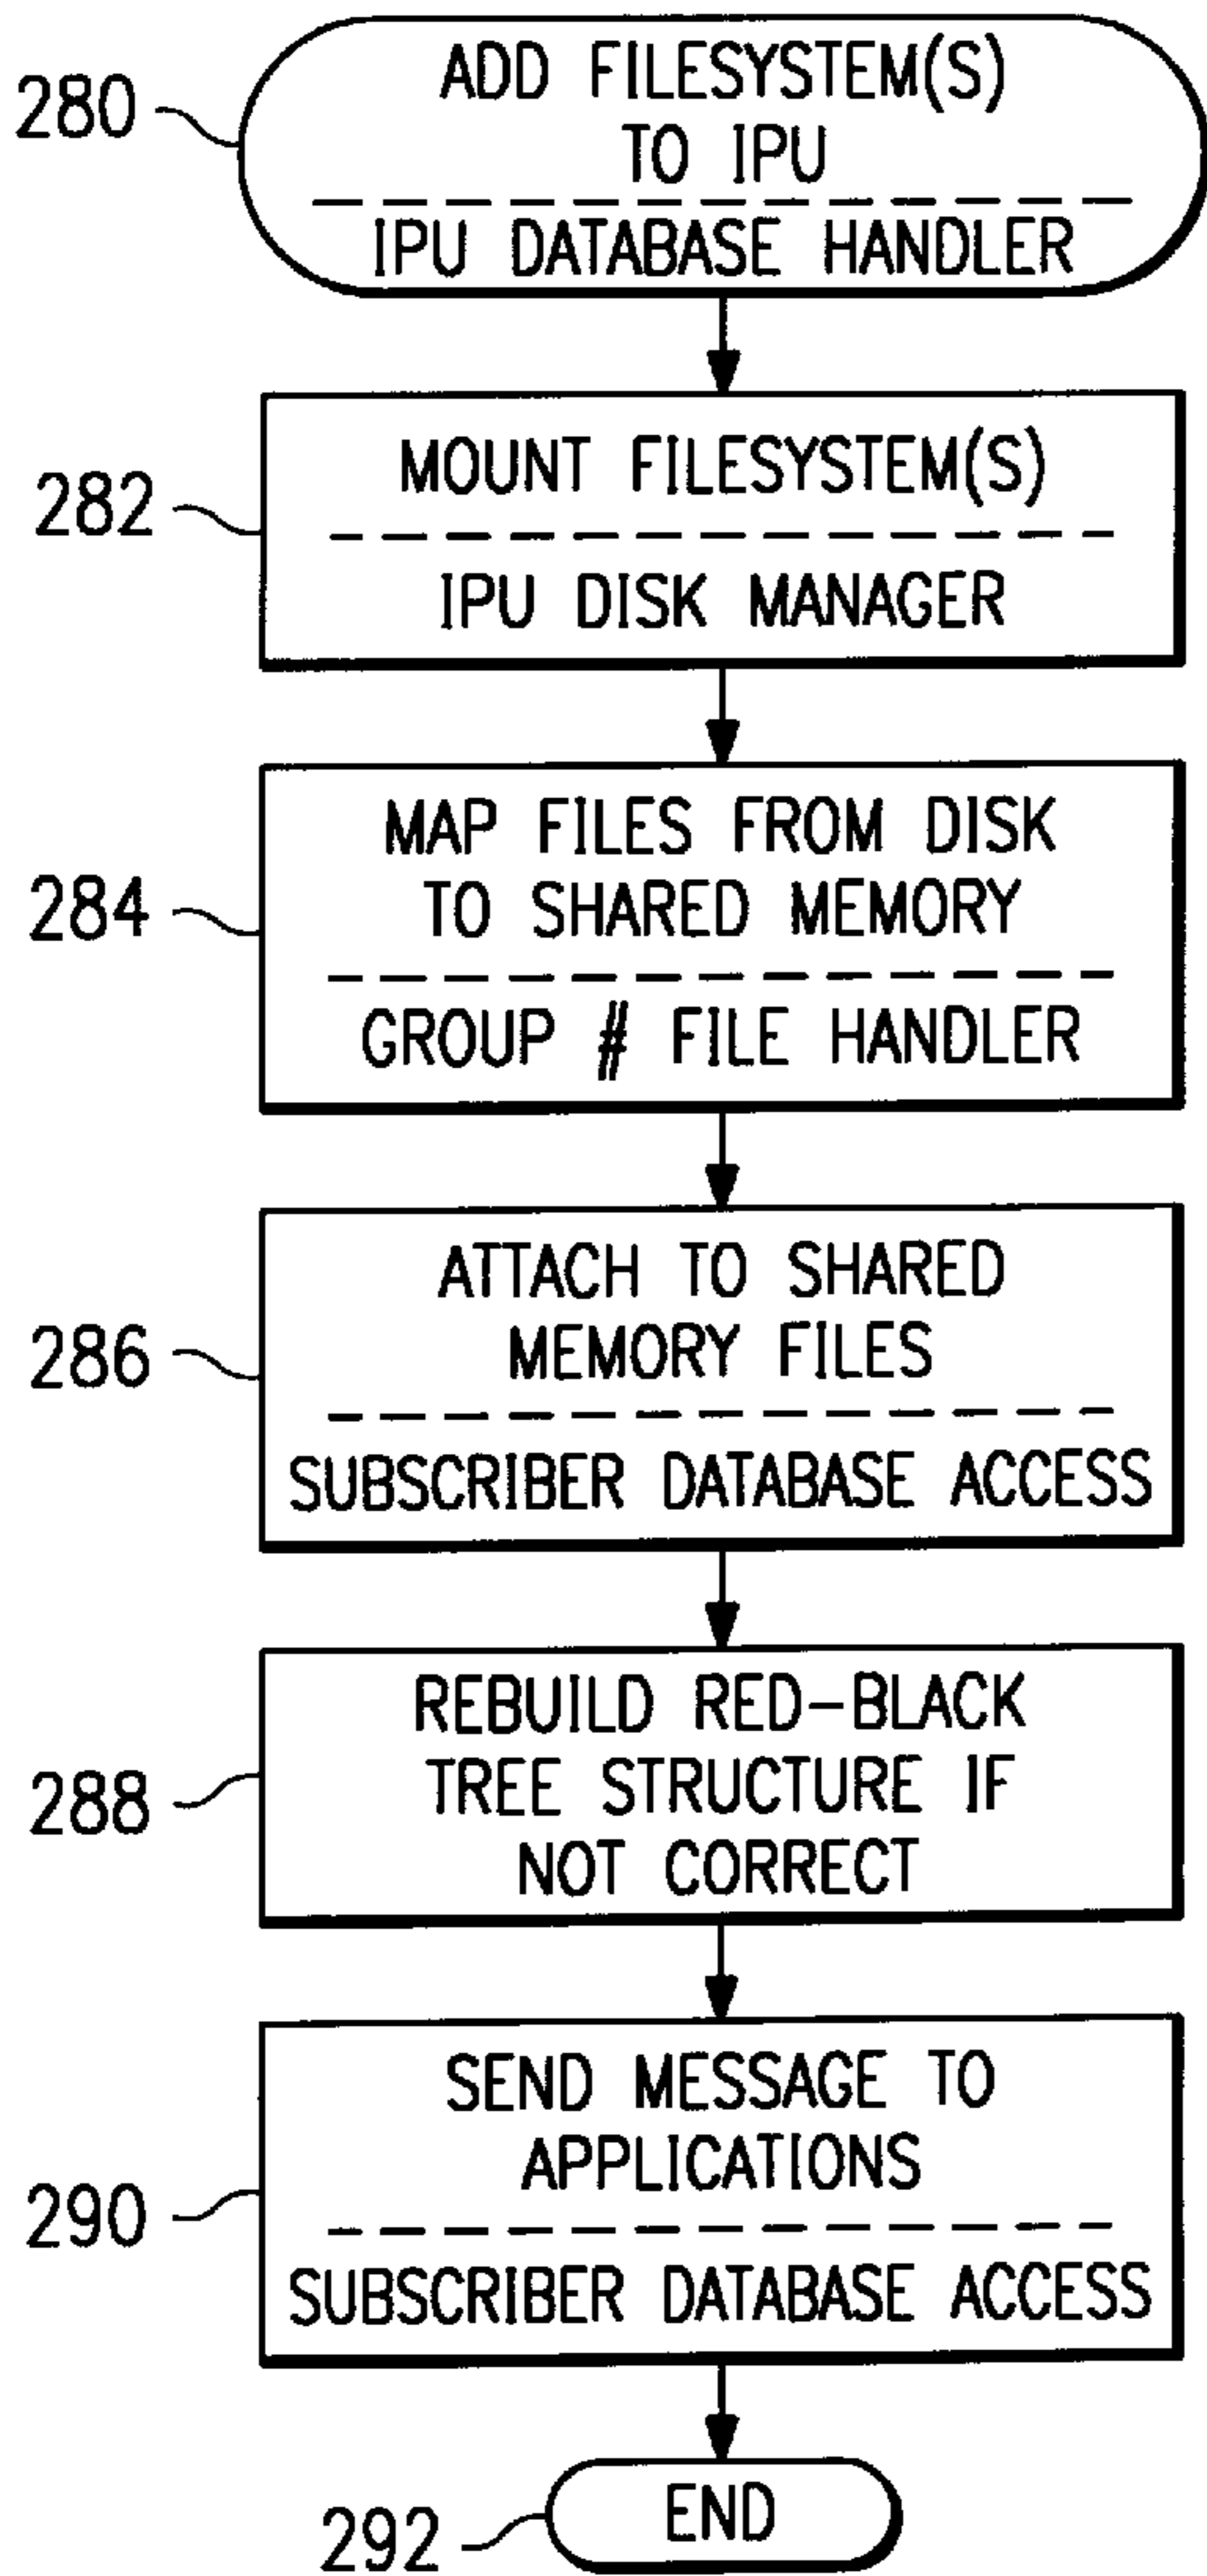 280
ADD FILESYSTEM(S)
TO IPU
IPU DATABASE HANDLER
282
MOUNT FILESYSTEM(S)
IPU DISK MANAGER
284
MAP FILES FROM DISK
TO SHARED MEMORY
GROUP # FILE HANDLER
286
ATTACH TO SHARED
MEMORY FILES
SUBSCRIBER DATABASE ACCESS
288
REBUILD RED-BLACK
TREE STRUCTURE IF
NOT CORRECT
290
SEND MESSAGE TO
APPLICATIONS
SUBSCRIBER DATABASE ACCESS
292
END